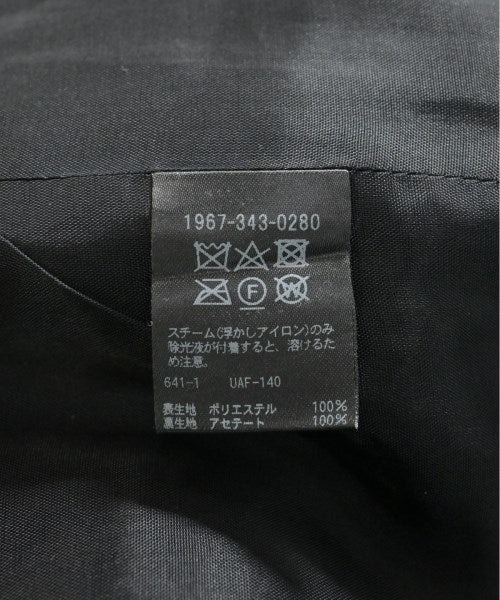 1967-343-0280
F
W
スチーム(浮かしアイロン)のみ
除光液が付着すると、溶けるた
め注意。
641-1 UAF-140
表生地 ポリエステル 100%
裏生地 アセテート 100%